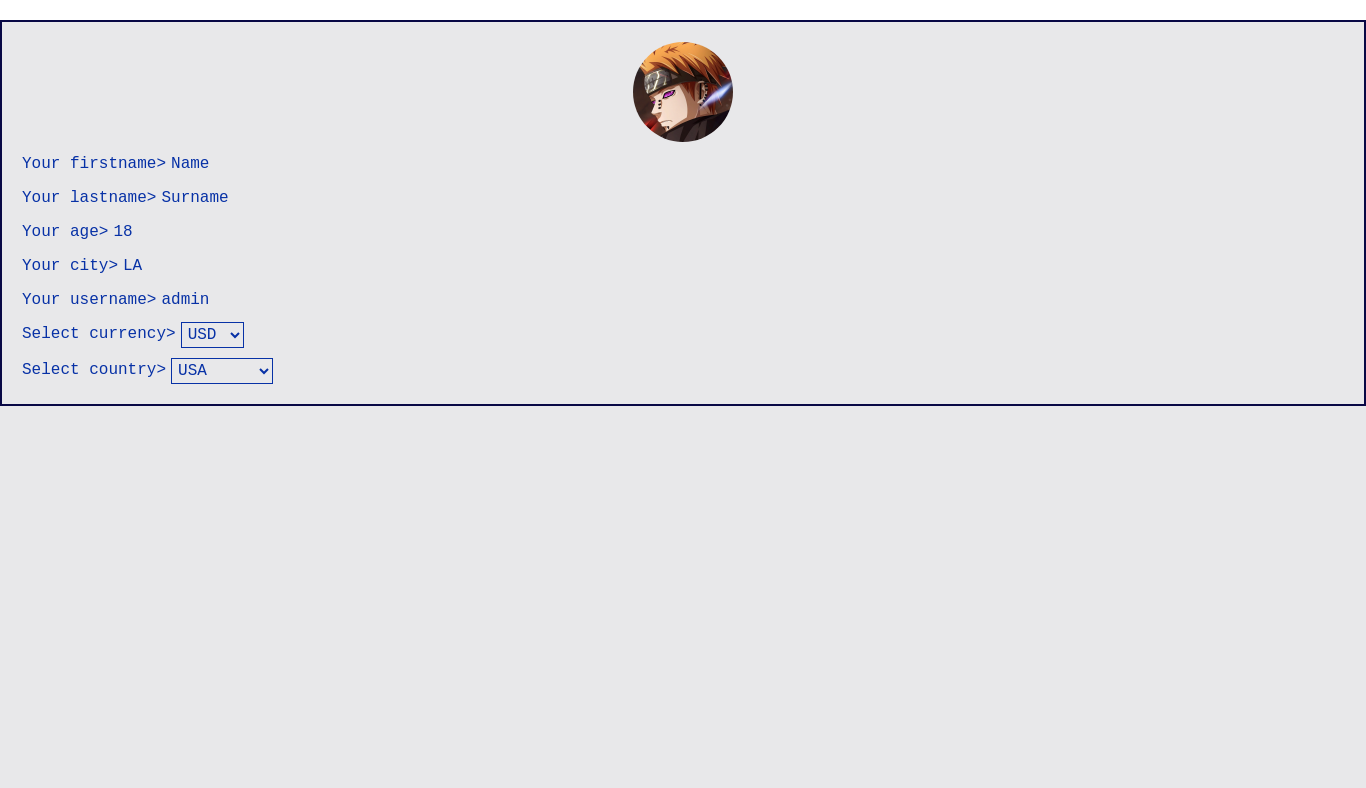 Your firstname> Name
Your lastname> Surname
Your age> 18
Your city> LA
Your username> admin
Select currency> USD
Select country> USA